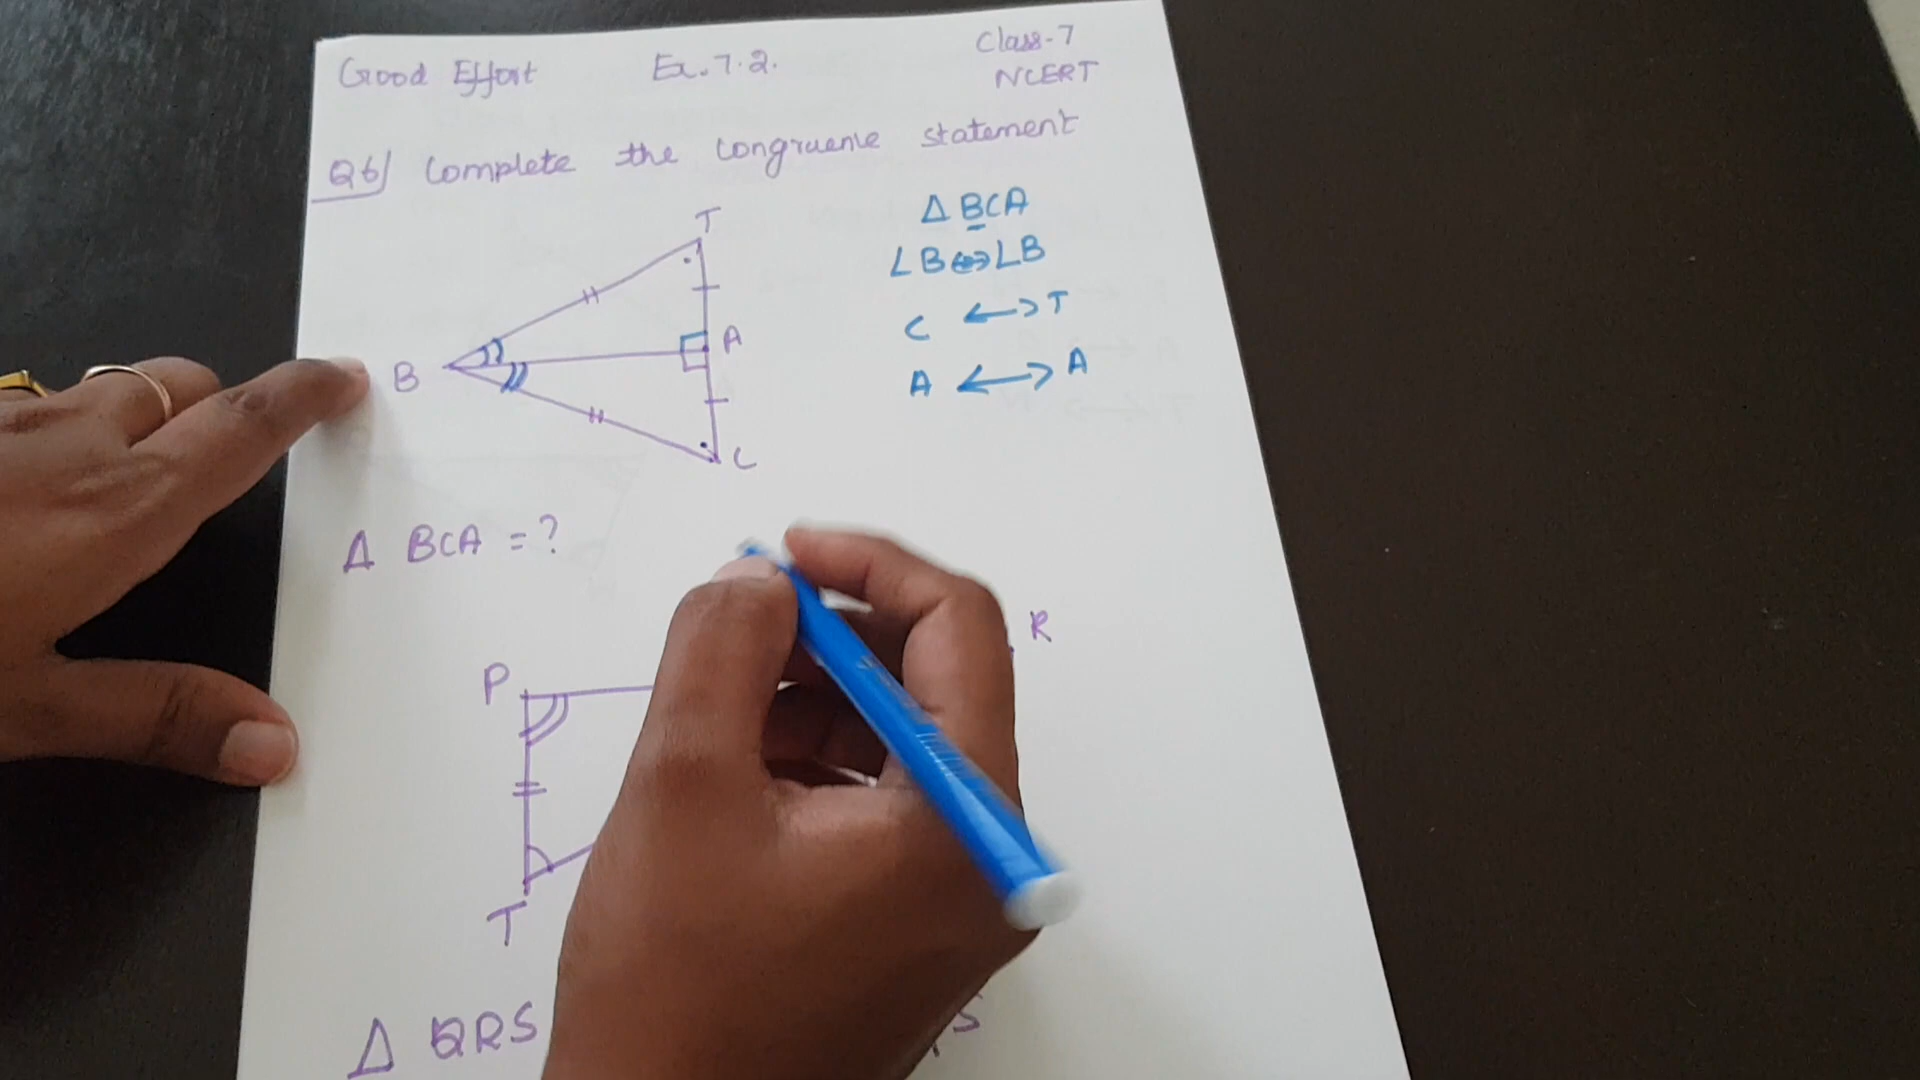 Good Effort
Ex. 7.2.
Class-7
NCERT
Q6) Complete the Congruence statement
T
A
B
C
Δ BCA
∠B↔∠B
C ↔ T
A ↔ A
Δ BCA = ?
R
P
T
Δ QRS
S